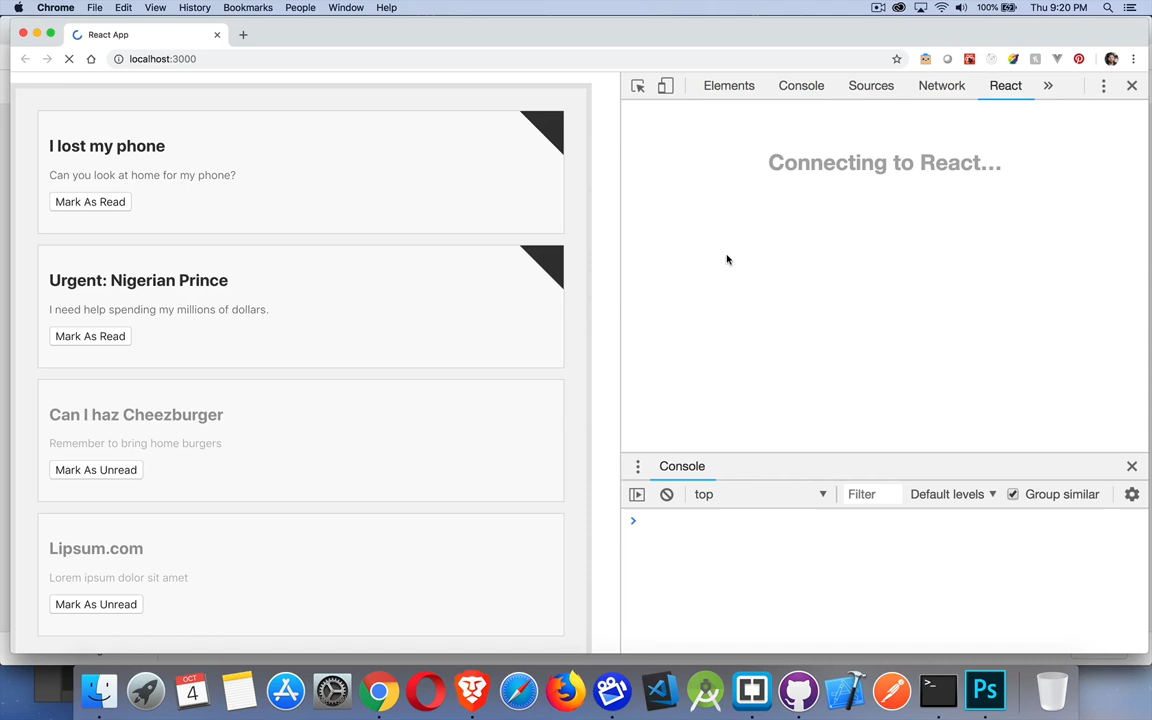 Chrome File Edit View History Bookmarks People Window Help 100% Thu 9:20 PM
React App
localhost:3000
Elements Console Sources Network React
I lost my phone
Can you look at home for my phone?
Mark As Read
Connecting to React...
Urgent: Nigerian Prince
I need help spending my millions of dollars.
Mark As Read
Can I haz Cheezburger
Remember to bring home burgers
Mark As Unread
Console
top Filter Default levels Group similar
Lipsum.com
Lorem ipsum dolor sit amet
Mark As Unread
OCT
4
Ps